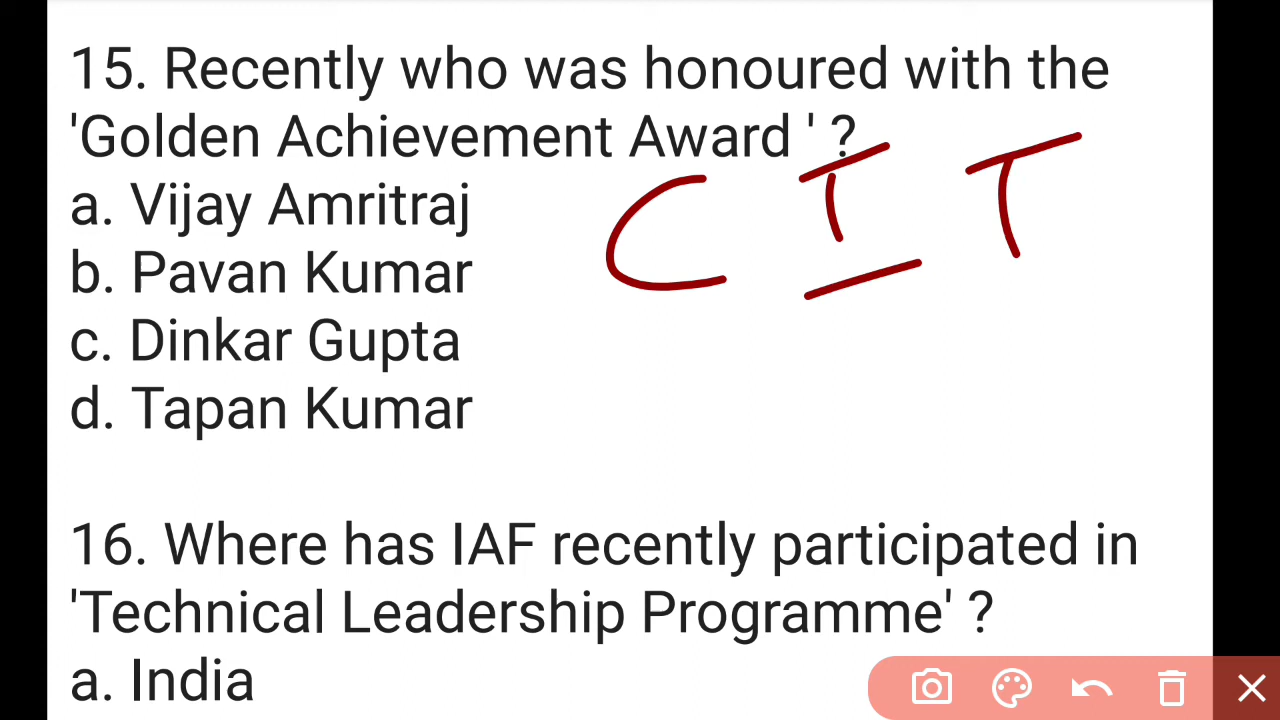 15. Recently who was honoured with the
'Golden Achievement Award ' ?
a. Vijay Amritraj
C I T
b. Pavan Kumar
c. Dinkar Gupta
d. Tapan Kumar
16. Where has IAF recently participated in
'Technical Leadership Programme' ?
a. India